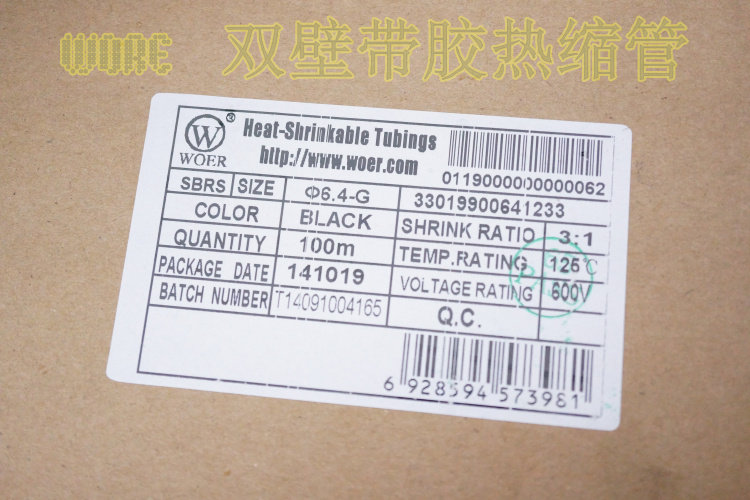 WORE 双壁带胶热缩管
W ® Heat-Shrinkable Tubings
WOER http://www.woer.com
0119000000000062
SBRS SIZE Φ6.4-G 33019900641233
COLOR BLACK SHRINK RATIO 3:1
QUANTITY 100m TEMP.RATING 125℃
PACKAGE DATE 141019 VOLTAGE RATING 600V
BATCH NUMBER T14091004165 Q.C.
6 928594 573981